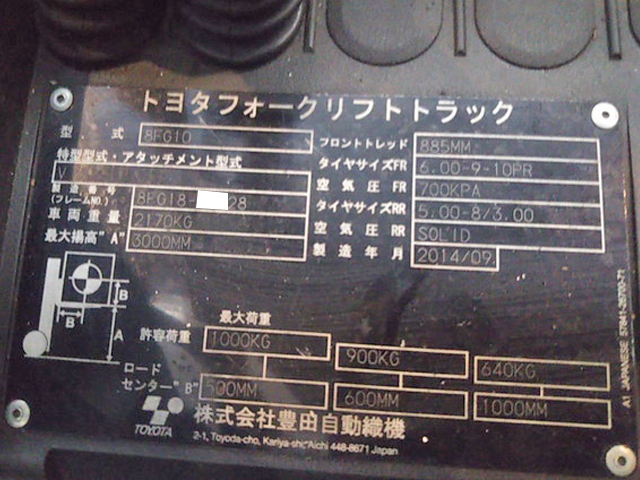 トヨタフォークリフトトラック
型 式 8FG10 フロントトレッド 885MM
特型型式・アタッチメント型式 タイヤサイズFR 6.00-9-10PR
V 空気圧 FR 700KPA
製造番号 (フレームNO.) 8FG18- 28 タイヤサイズRR 5.00-8/3.00
車両重量 2170KG 空気圧 RR SOLID
最大揚高"A" 3000MM 製造年月 2014/09
B
B A
最大荷重
許容荷重 1000KG 900KG 640KG
ロード
センター"B" 500MM 600MM 1000MM
TOYOTA 株式会社豊田自動織機
2-1, Toyoda-cho, Kariya-shi, Aichi 448-8671 Japan
A1 JAPANESE